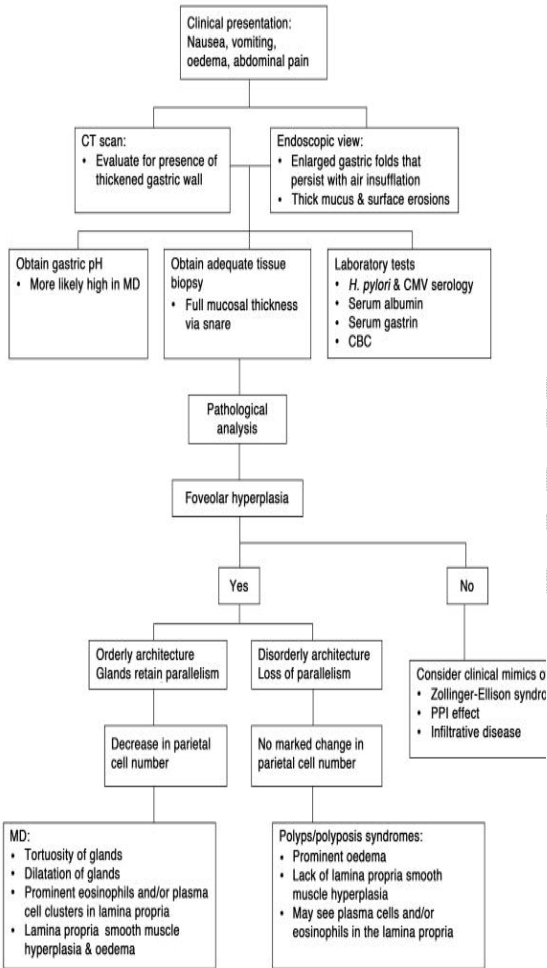 Clinical presentation:
Nausea, vomiting,
oedema, abdominal pain
CT scan:
• Evaluate for presence of
thickened gastric wall
Endoscopic view:
• Enlarged gastric folds that
persist with air insufflation
• Thick mucus & surface erosions
Obtain gastric pH
• More likely high in MD
Obtain adequate tissue
biopsy
• Full mucosal thickness
via snare
Laboratory tests
• H. pylori & CMV serology
• Serum albumin
• Serum gastrin
• CBC
Pathological
analysis
Foveolar hyperplasia
Yes
No
Orderly architecture
Glands retain parallelism
Disorderly architecture
Loss of parallelism
Consider clinical mimics o
• Zollinger-Ellison syndro
• PPI effect
• Infiltrative disease
Decrease in parietal
cell number
No marked change in
parietal cell number
MD:
• Tortuosity of glands
• Dilatation of glands
• Prominent eosinophils and/or plasma
cell clusters in lamina propria
• Lamina propria smooth muscle
hyperplasia & oedema
Polyps/polyposis syndromes:
• Prominent oedema
• Lack of lamina propria smooth
muscle hyperplasia
• May see plasma cells and/or
eosinophils in the lamina propria